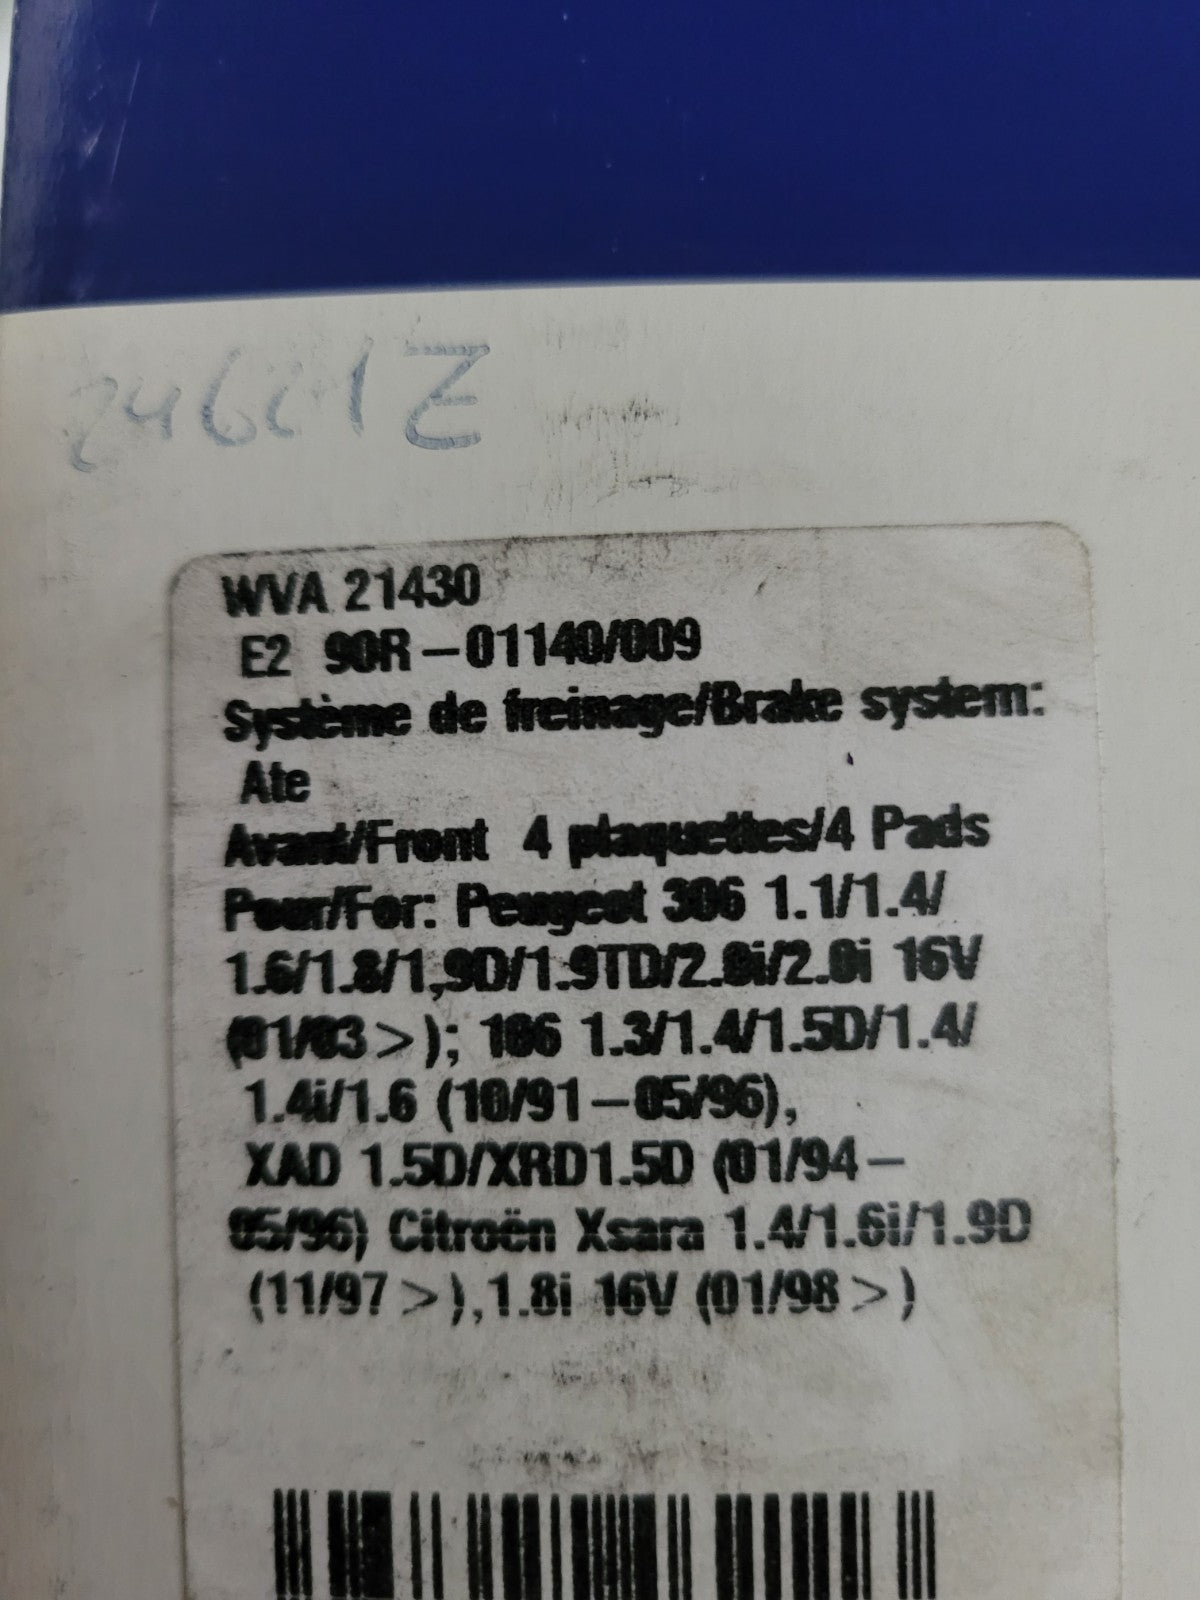 WVA 21430
E2 90R-01140/009
Système de freinage/Brake system:
Ate
Avant/Front 4 plaquettes/4 Pads
Pour/For: Peugeot 306 1.1/1.4/
1.6/1.8/1,9D/1.9TD/2.0i/2.0i 16V
(01/03>); 106 1.3/1.4/1.5D/1.4/
1.4i/1.6 (10/91-05/96),
XAD 1.5D/XRD1.5D (01/94-
05/96) Citroën Xsara 1.4/1.6i/1.9D
(11/97>),1.8i 16V (01/98>)